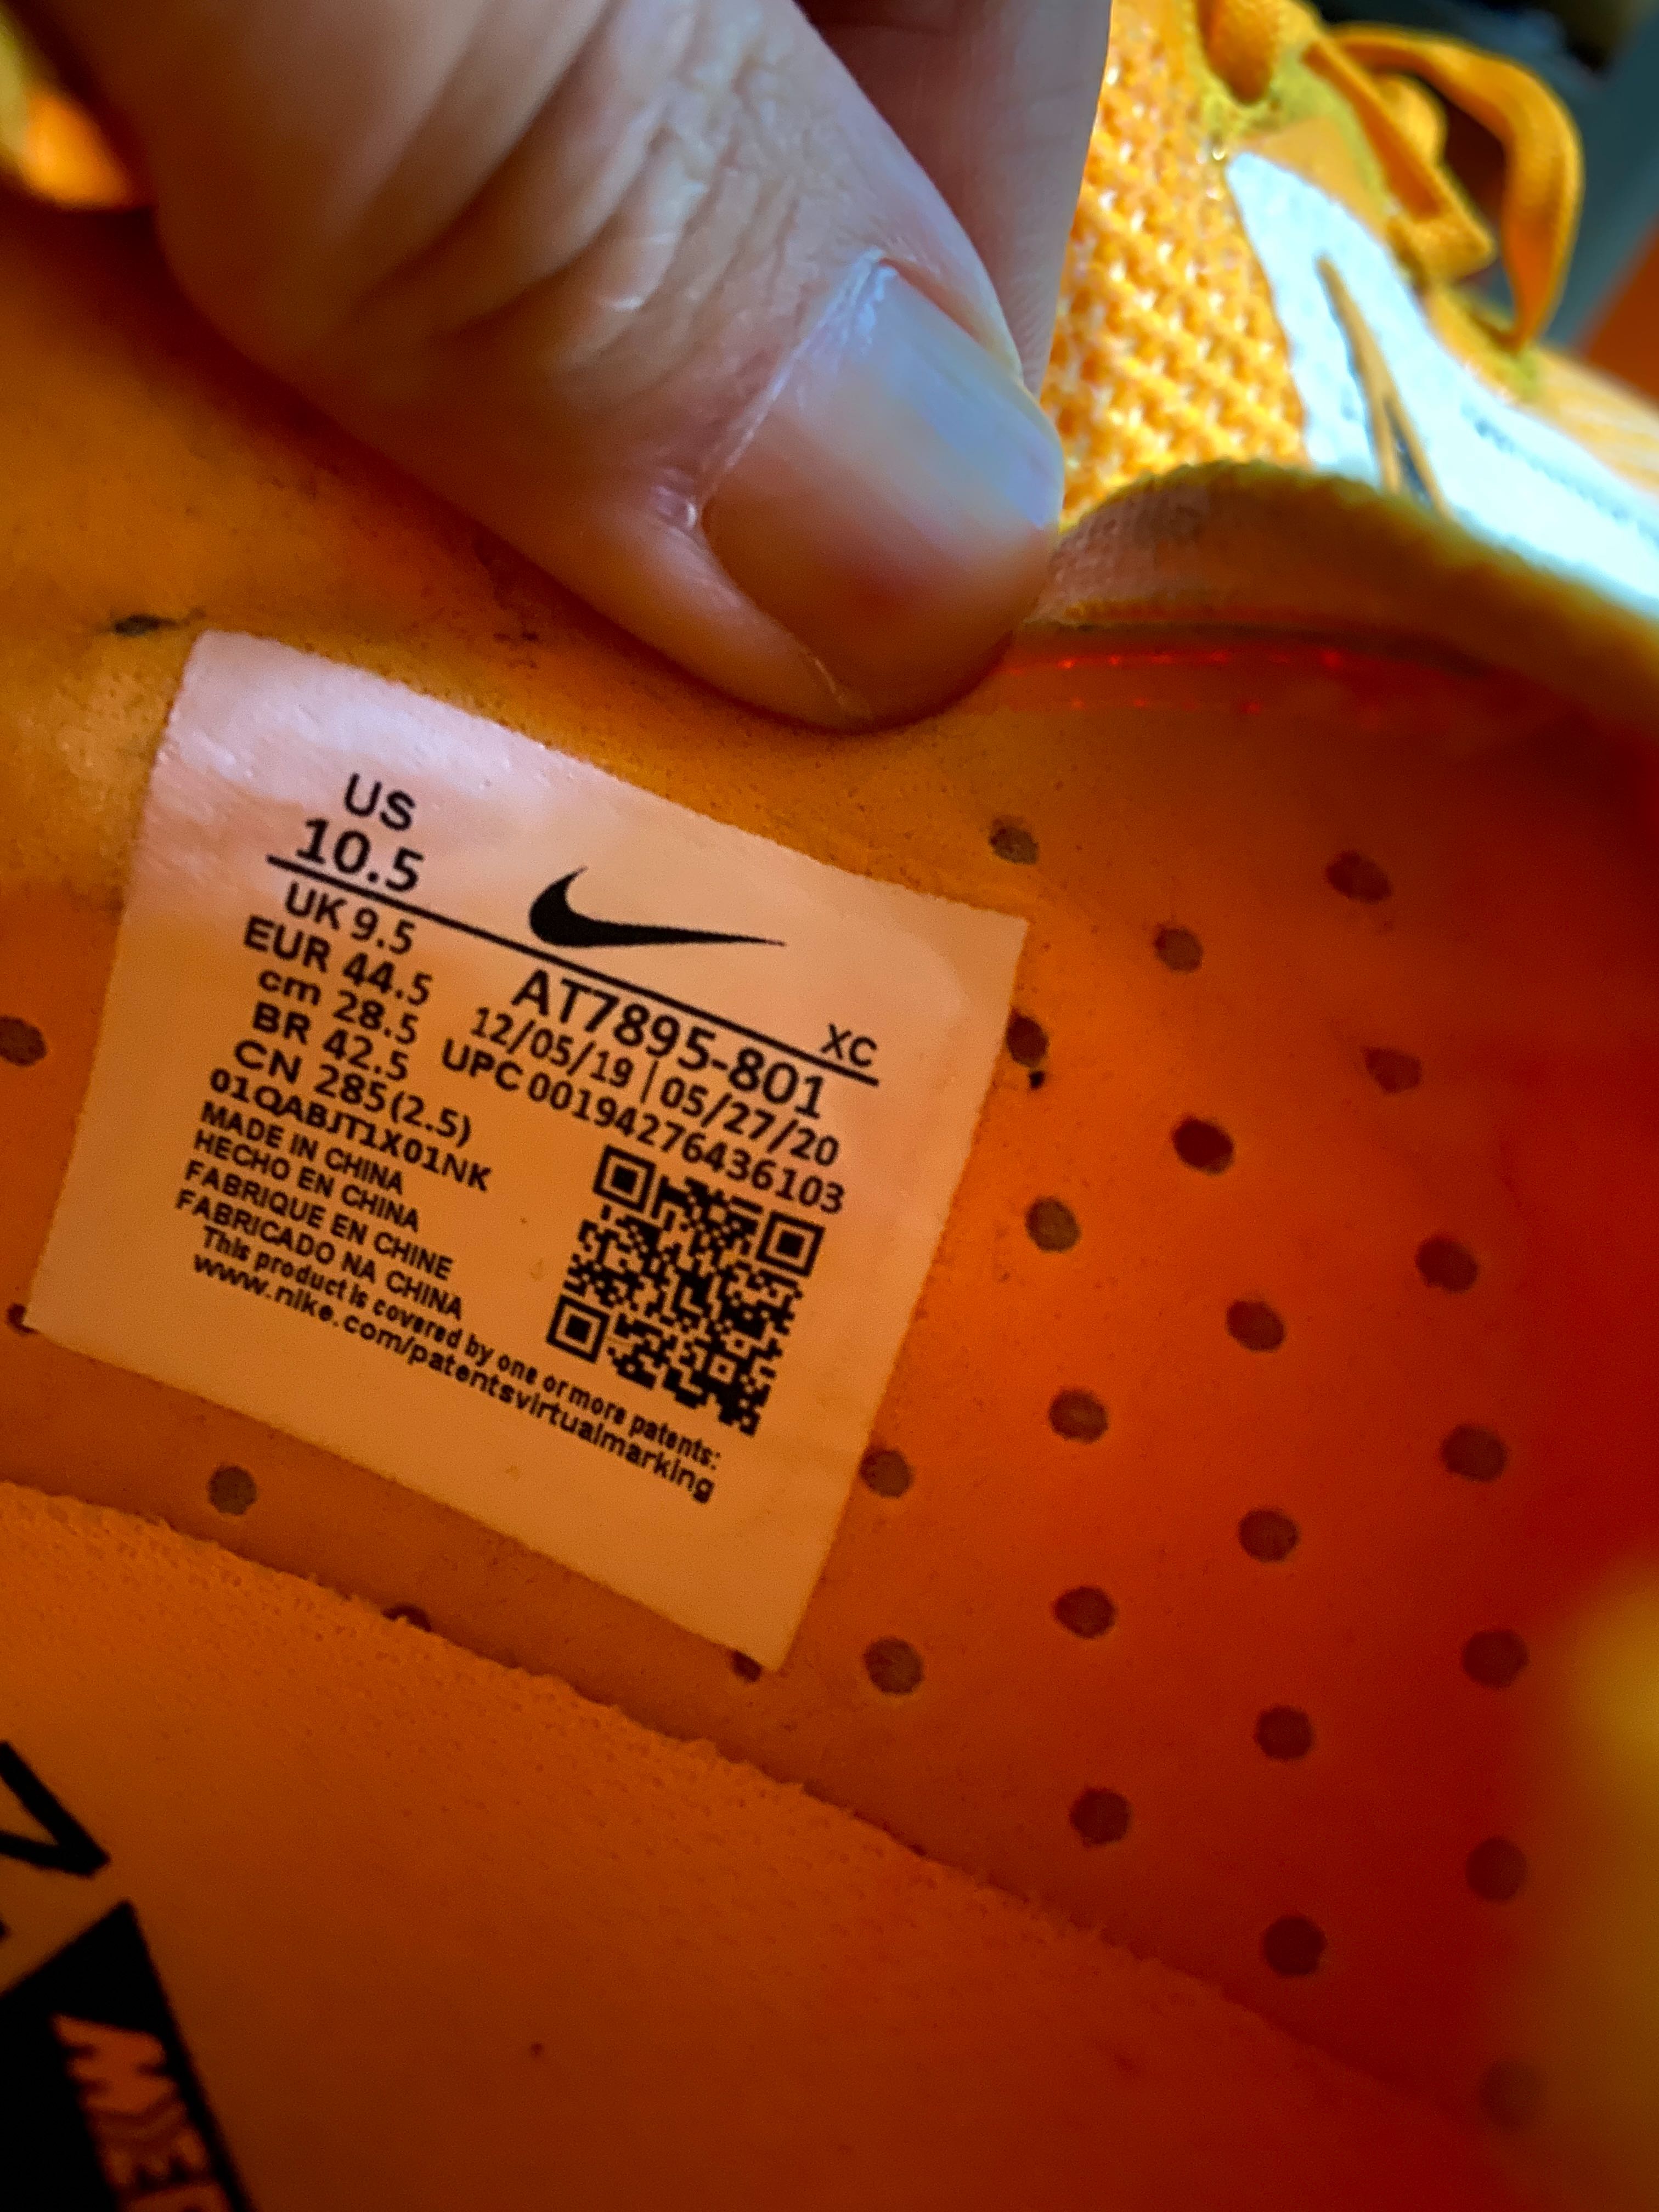 US
10.5
UK 9.5
EUR 44.5
cm 28.5
BR 42.5
CN 285(2.5)
XC
AT7895-801
12/05/19 | 05/27/20
UPC 00194276436103
01QABJT1X01NK
MADE IN CHINA
HECHO EN CHINA
FABRIQUE EN CHINE
FABRICADO NA CHINA
This product is covered by one or more patents:
www.nike.com/patentsvirtualmarking